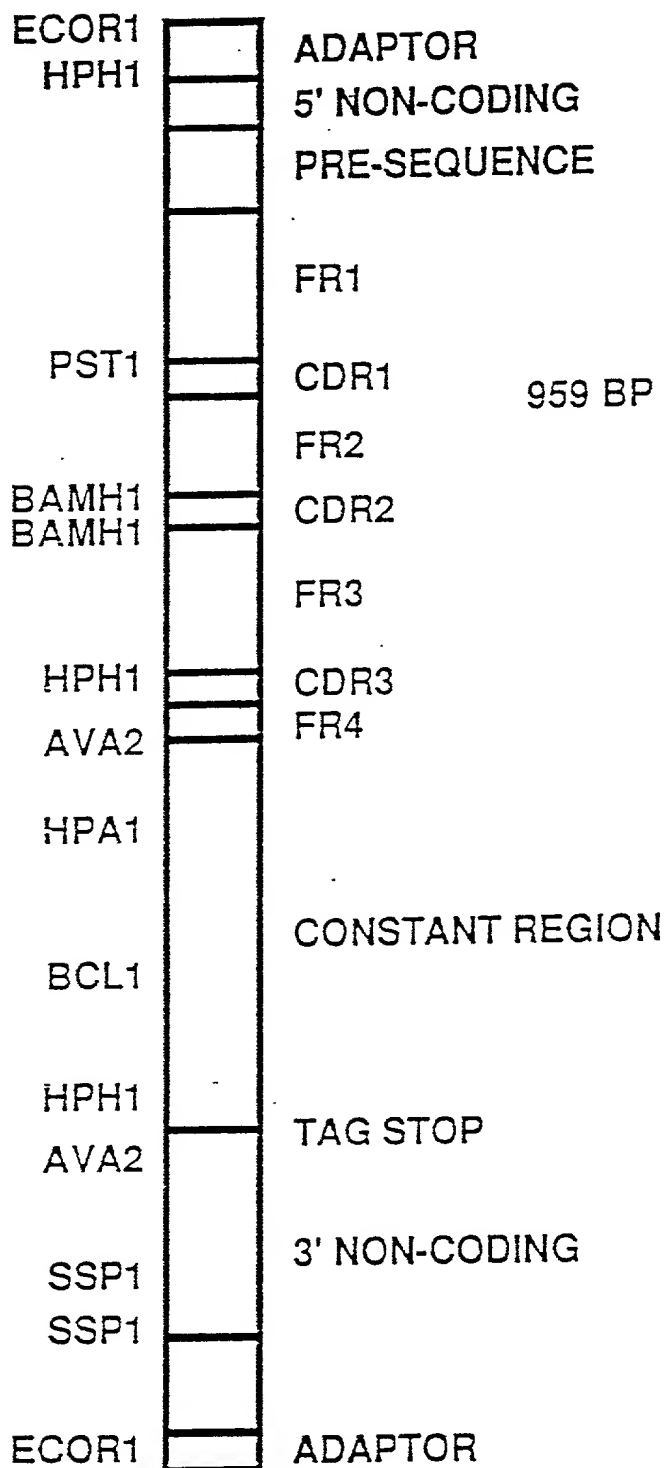 ECOR1
ADAPTOR
HPH1
5' NON-CODING
PRE-SEQUENCE
FR1
PST1
CDR1
959 BP
FR2
BAMH1
CDR2
BAMH1
FR3
HPH1
CDR3
FR4
AVA2
HPA1
CONSTANT REGION
BCL1
HPH1
TAG STOP
AVA2
3' NON-CODING
SSP1
SSP1
ECOR1
ADAPTOR